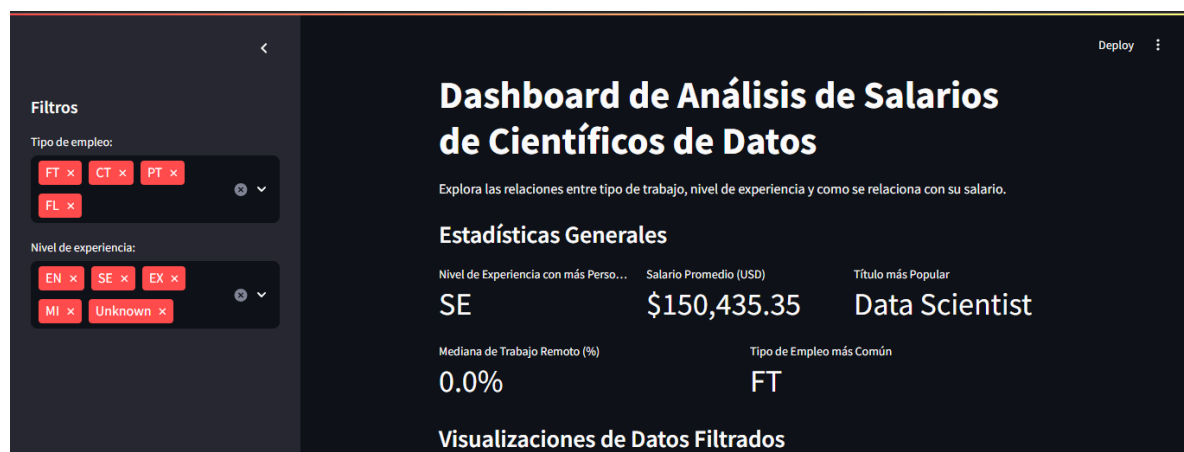 Deploy
Filtros
Tipo de empleo:
FT × CT × PT ×
FL ×
Nivel de experiencia:
EN × SE × EX ×
MI × Unknown ×
Dashboard de Análisis de Salarios
de Científicos de Datos
Explora las relaciones entre tipo de trabajo, nivel de experiencia y como se relaciona con su salario.
Estadísticas Generales
Nivel de Experiencia con más Perso... Salario Promedio (USD) Título más Popular
SE $150,435.35 Data Scientist
Mediana de Trabajo Remoto (%) Tipo de Empleo más Común
0.0% FT
Visualizaciones de Datos Filtrados